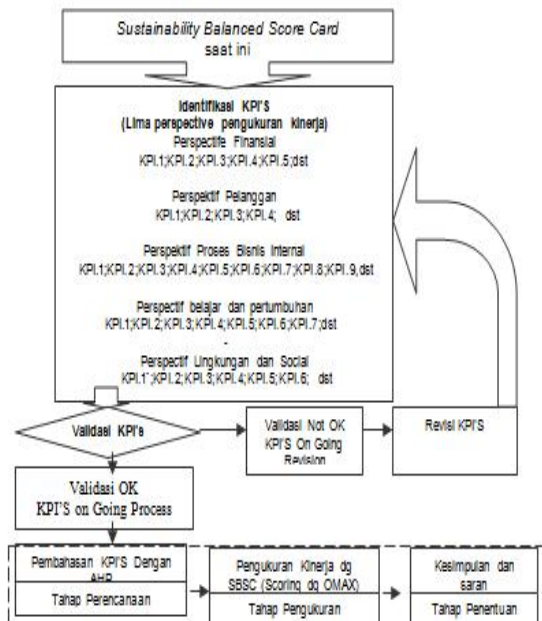 Sustainability Balanced Score Card
saat ini
Identifikasi KPI'S
(Lima perspective pengukuran kinerja)
Perspectife Finansial
KPI.1;KPI.2;KPI.3;KPI.4;KPI.5;dst
Perspektif Pelanggan
KPI.1;KPI.2;KPI.3;KPI.4; dst
Perspektif Proses Bisnis Internal
KPI.1;KPI.2;KPI.3;KPI.4;KPI.5;KPI.6;KPI.7;KPI.8;KPI.9,dst
Perspectif belajar dan pertumbuhan
KPI.1;KPI.2;KPI.3;KPI.4;KPI.5;KPI.6;KPI.7;dst
-
Perspectif Lingkungan dan Social
KPI.1;KPI.2;KPI.3;KPI.4;KPI.5;KPI.6; dst
Validasi KPI's
Validasi Not OK
KPI'S On Going
Revision
Revisi KPI'S
Validasi OK
KPI'S on Going Process
Pembahasan KPI'S Dengan
AHP
Tahap Perencanaan
Pengukuran Kinerja dg
SBSC (Scoring dg OMAX)
Tahap Pengukuran
Kesimpulan dan
saran
Tahap Penentuan